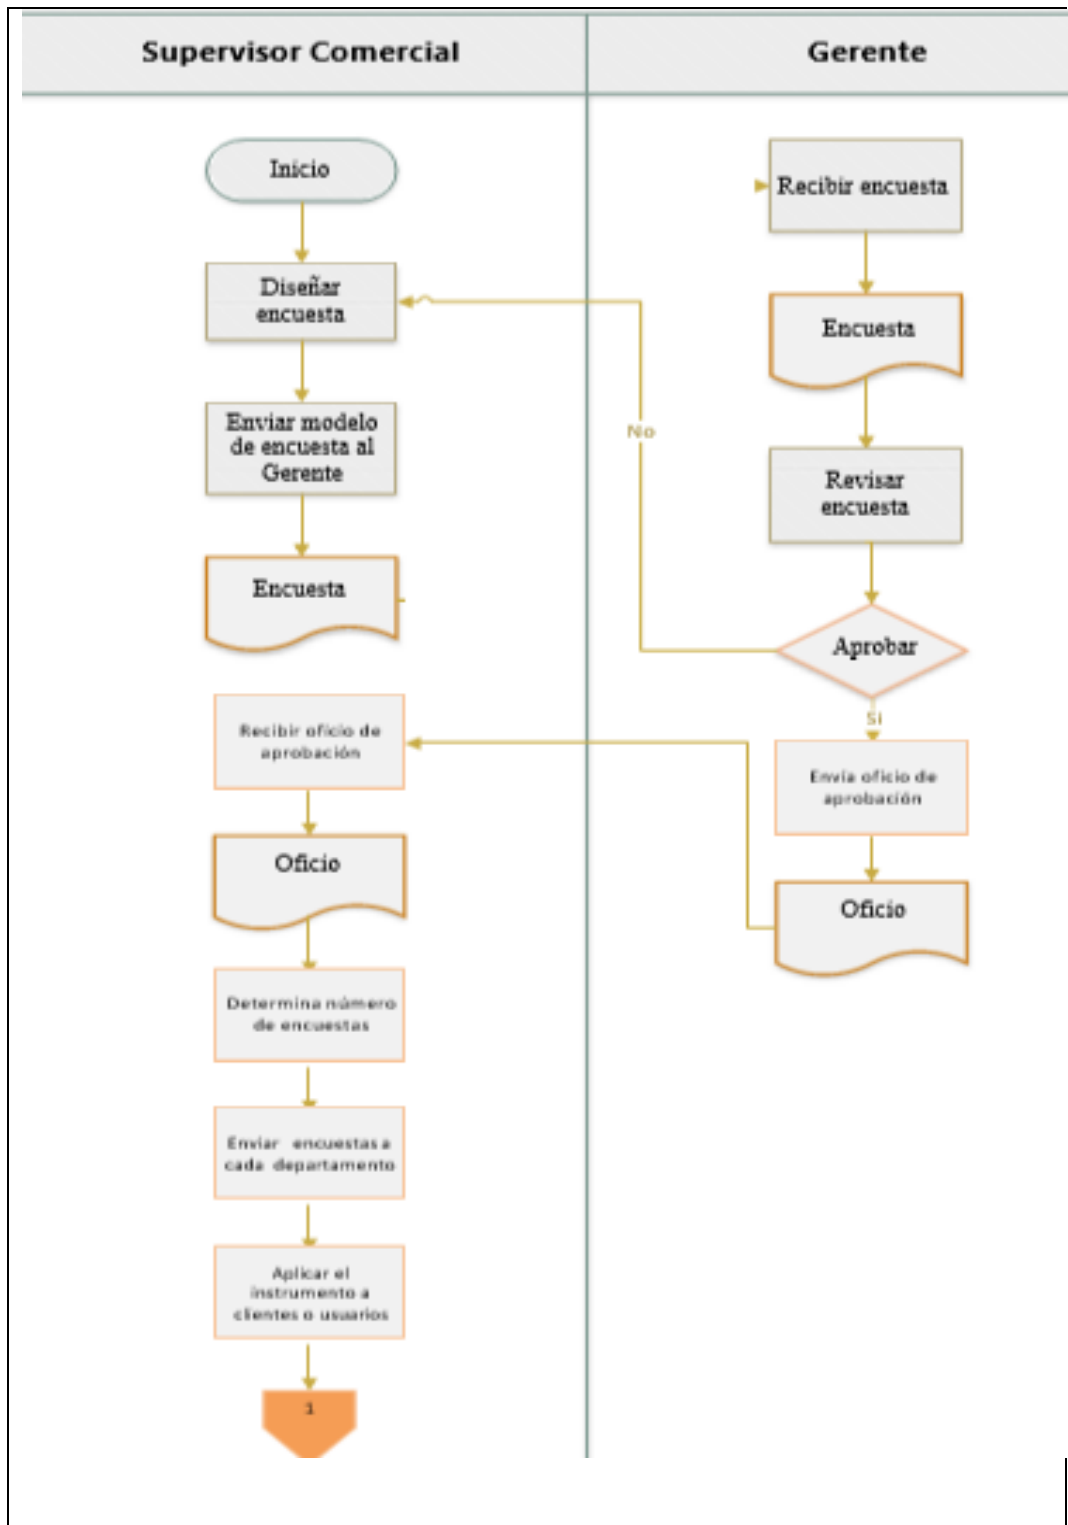 Supervisor Comercial
Gerente
Inicio
Diseñar
encuesta
Enviar modelo
de encuesta al
Gerente
Encuesta
Recibir encuesta
Encuesta
Revisar
encuesta
Aprobar
No
Si
Envía oficio de
aprobación
Oficio
Recibir oficio de
aprobación
Oficio
Determina número
de encuestas
Enviar encuestas a
cada departamento
Aplicar el
instrumento a
clientes o usuarios
1